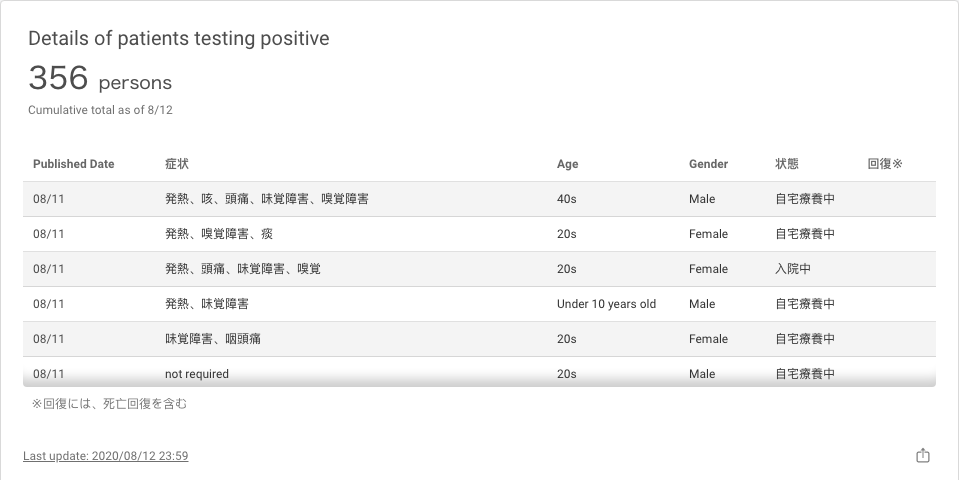 Details of patients testing positive
356 persons
Cumulative total as of 8/12
Published Date 症状 Age Gender 状態 回復※
08/11 発熱、咳、頭痛、味覚障害、嗅覚障害 40s Male 自宅療養中
08/11 発熱、嗅覚障害、痰 20s Female 自宅療養中
08/11 発熱、頭痛、味覚障害、嗅覚 20s Female 入院中
08/11 発熱、味覚障害 Under 10 years old Male 自宅療養中
08/11 味覚障害、咽頭痛 20s Female 自宅療養中
08/11 not required 20s Male 自宅療養中
※回復には、死亡回復を含む
Last update: 2020/08/12 23:59